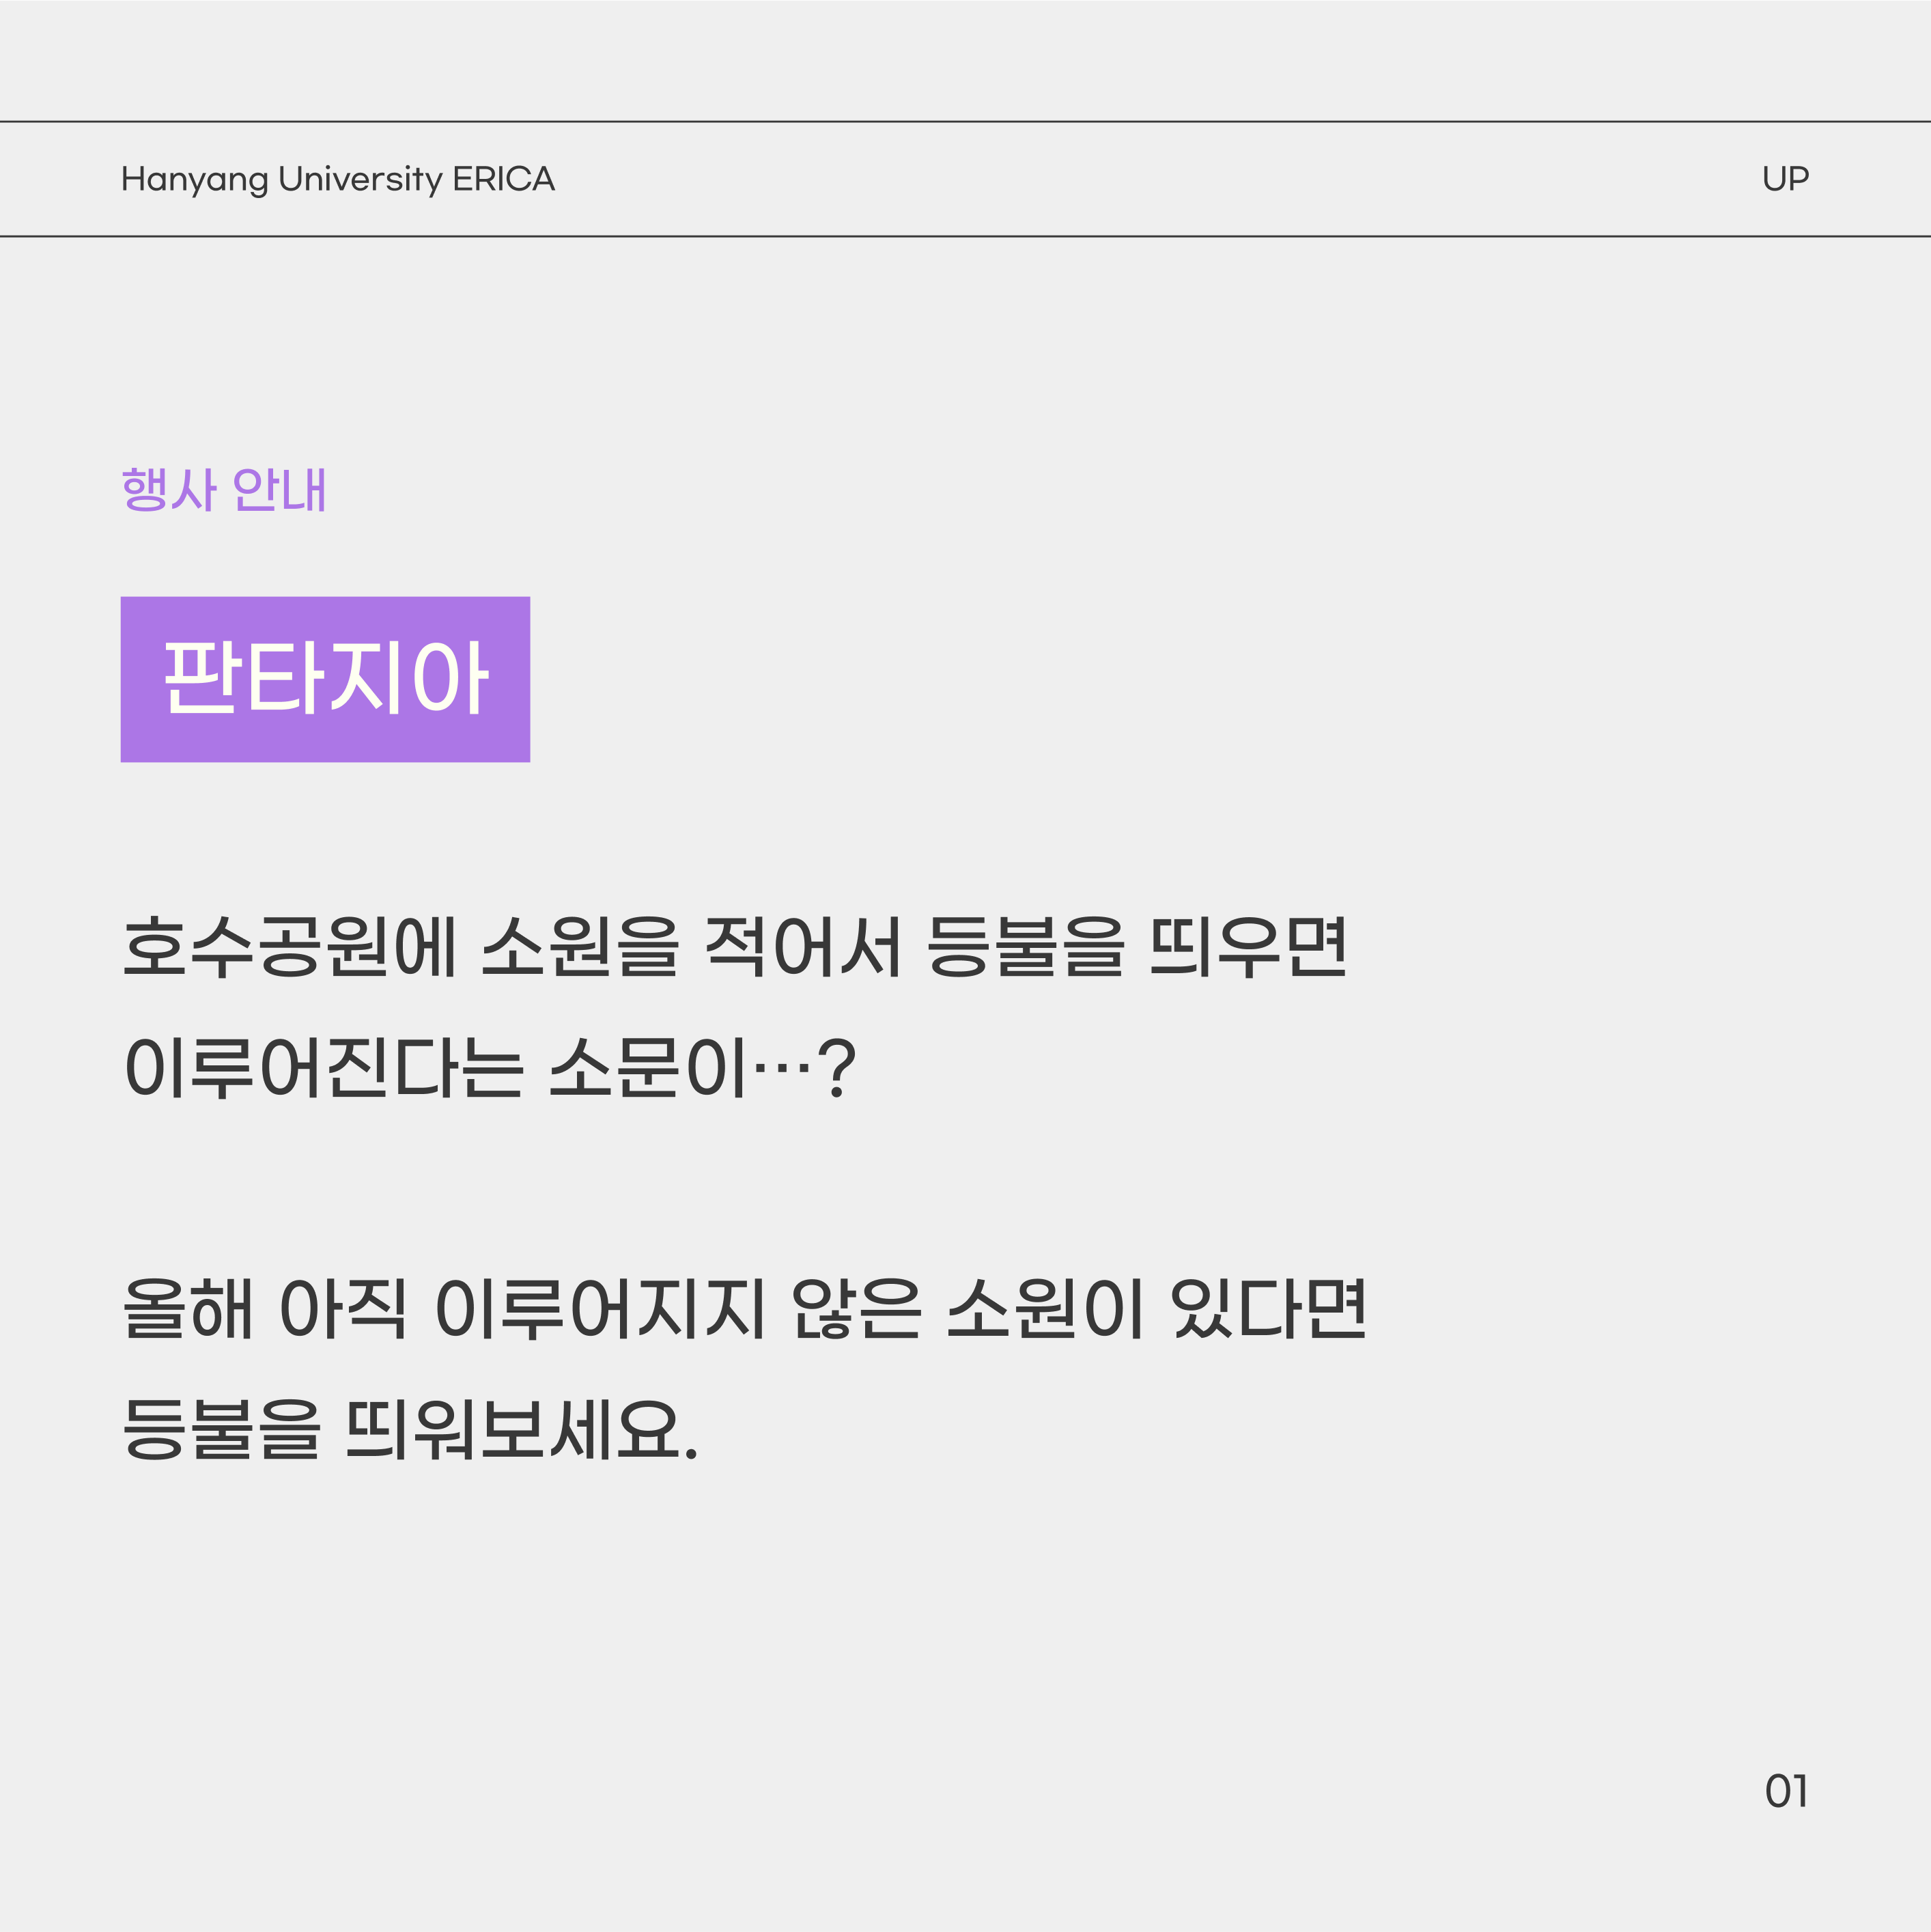 Hanyang University ERICA
UP
행사 안내
판타지아
호수공원에 소원을 적어서 등불을 띄우면
이루어진다는 소문이…?
올해 아직 이루어지지 않은 소원이 있다면
등불을 띄워보세요.
01